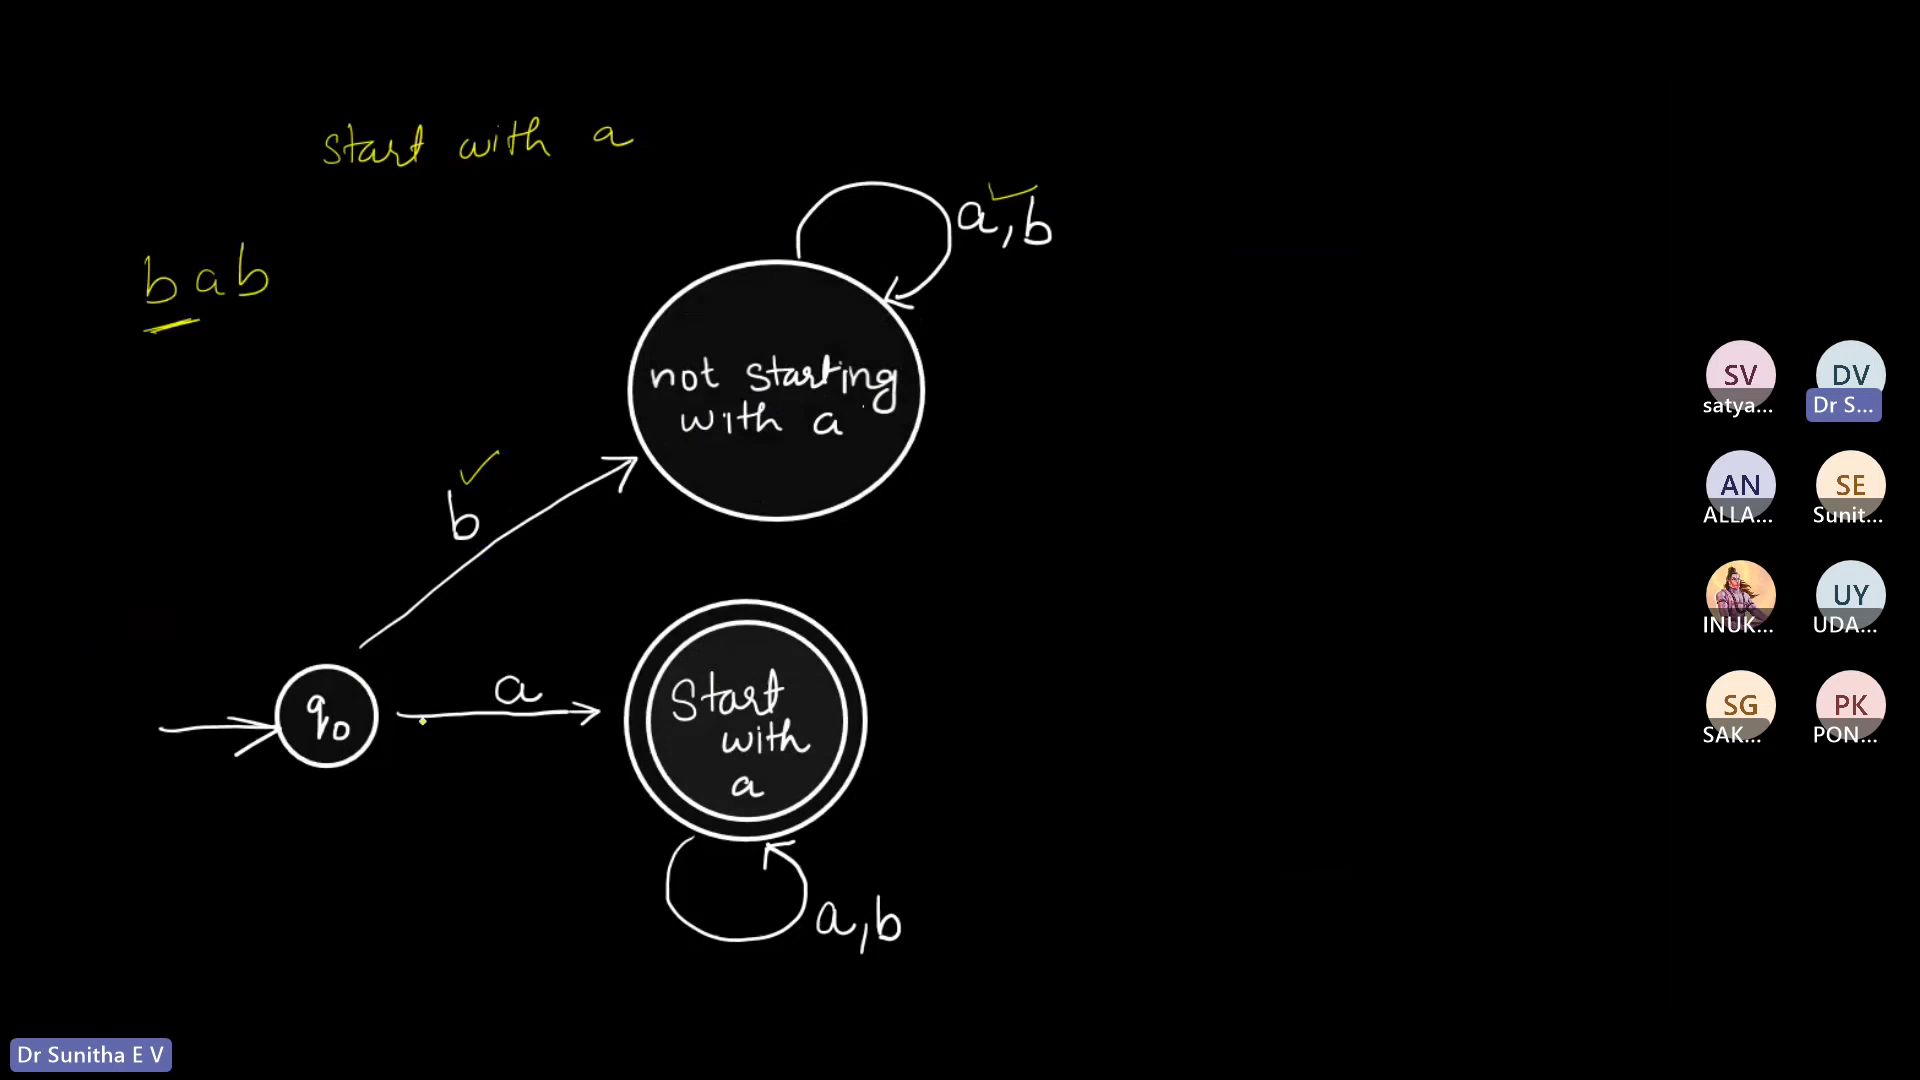 start with a
a,b
bab
not starting
with a
b
a
q0
Start
with
a
a,b
SV
satya...
DV
Dr S...
AN
ALLA...
SE
Sunit...
INUK...
UY
UDA...
SG
SAK...
PK
PON...
Dr Sunitha E V